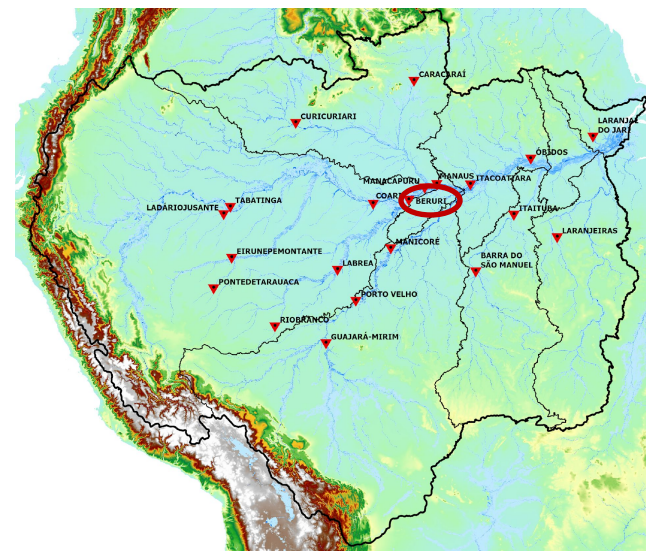 CARACARAÍ
CURICURIARI
LARANJAL
DO JARI
ÓBIDOS
MANACAPURU
MANAUS
ITACOATIARA
COARI
BERURI
TABATINGA
LADARIOJUSANTE
ITAITUBA
LARANJEIRAS
MANICORÉ
EIRUNEPEMONTANTE
LABREA
BARRA DO
SÃO MANUEL
PONTEDETARAUACA
PORTO VELHO
RIOBRANCO
GUAJARÁ-MIRIM